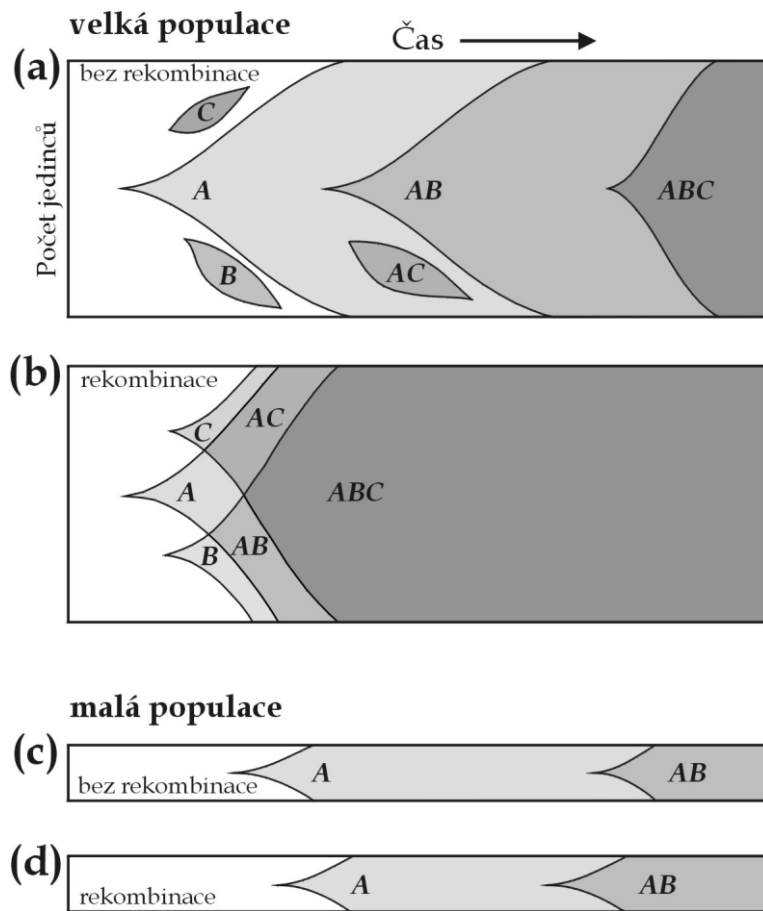 velká populace
Čas
(a)
bez rekombinace
Počet jedinců
C
A
AB
ABC
B
AC
(b)
rekombinace
C
AC
A
ABC
B
AB
malá populace
(c)
bez rekombinace
A
AB
(d)
rekombinace
A
AB